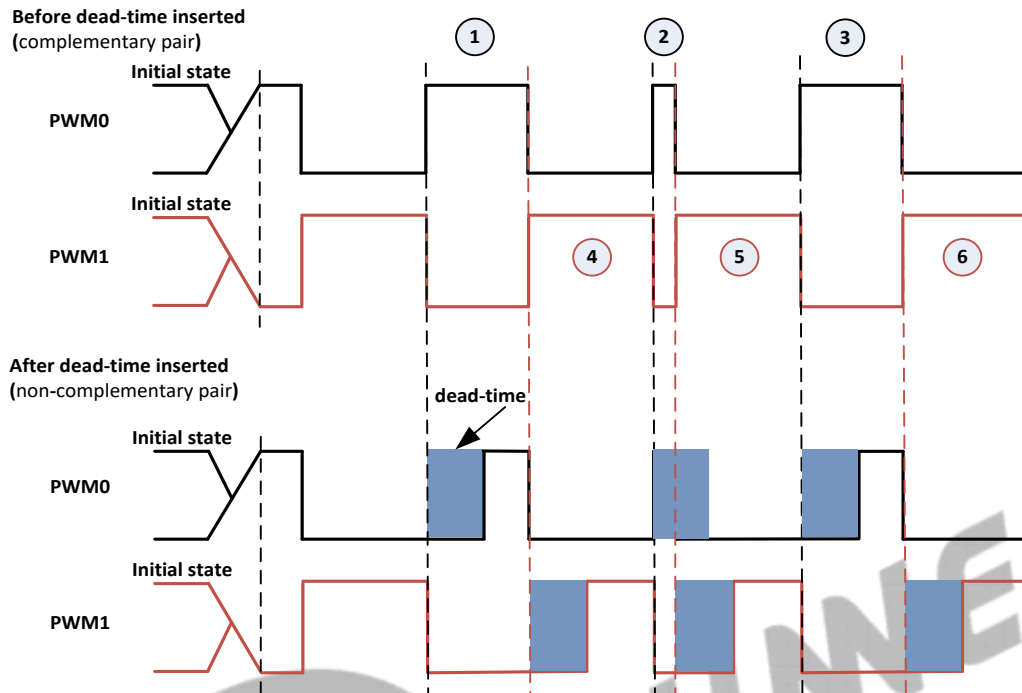 Before dead-time inserted
(complementary pair)
1
2
3
Initial state
PWM0
Initial state
PWM1
4
5
6
After dead-time inserted
(non-complementary pair)
dead-time
Initial state
PWM0
Initial state
PWM1